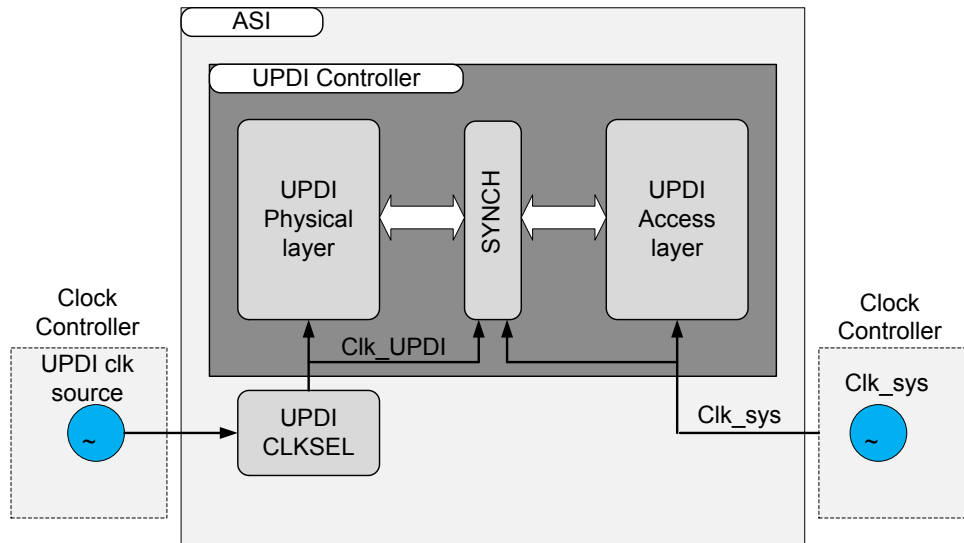 ASI
UPDI Controller
UPDI
Physical
layer
SYNCH
UPDI
Access
layer
Clock
Controller
UPDI clk
source
~
Clk_UPDI
UPDI
CLKSEL
Clk_sys
Clock
Controller
Clk_sys
~